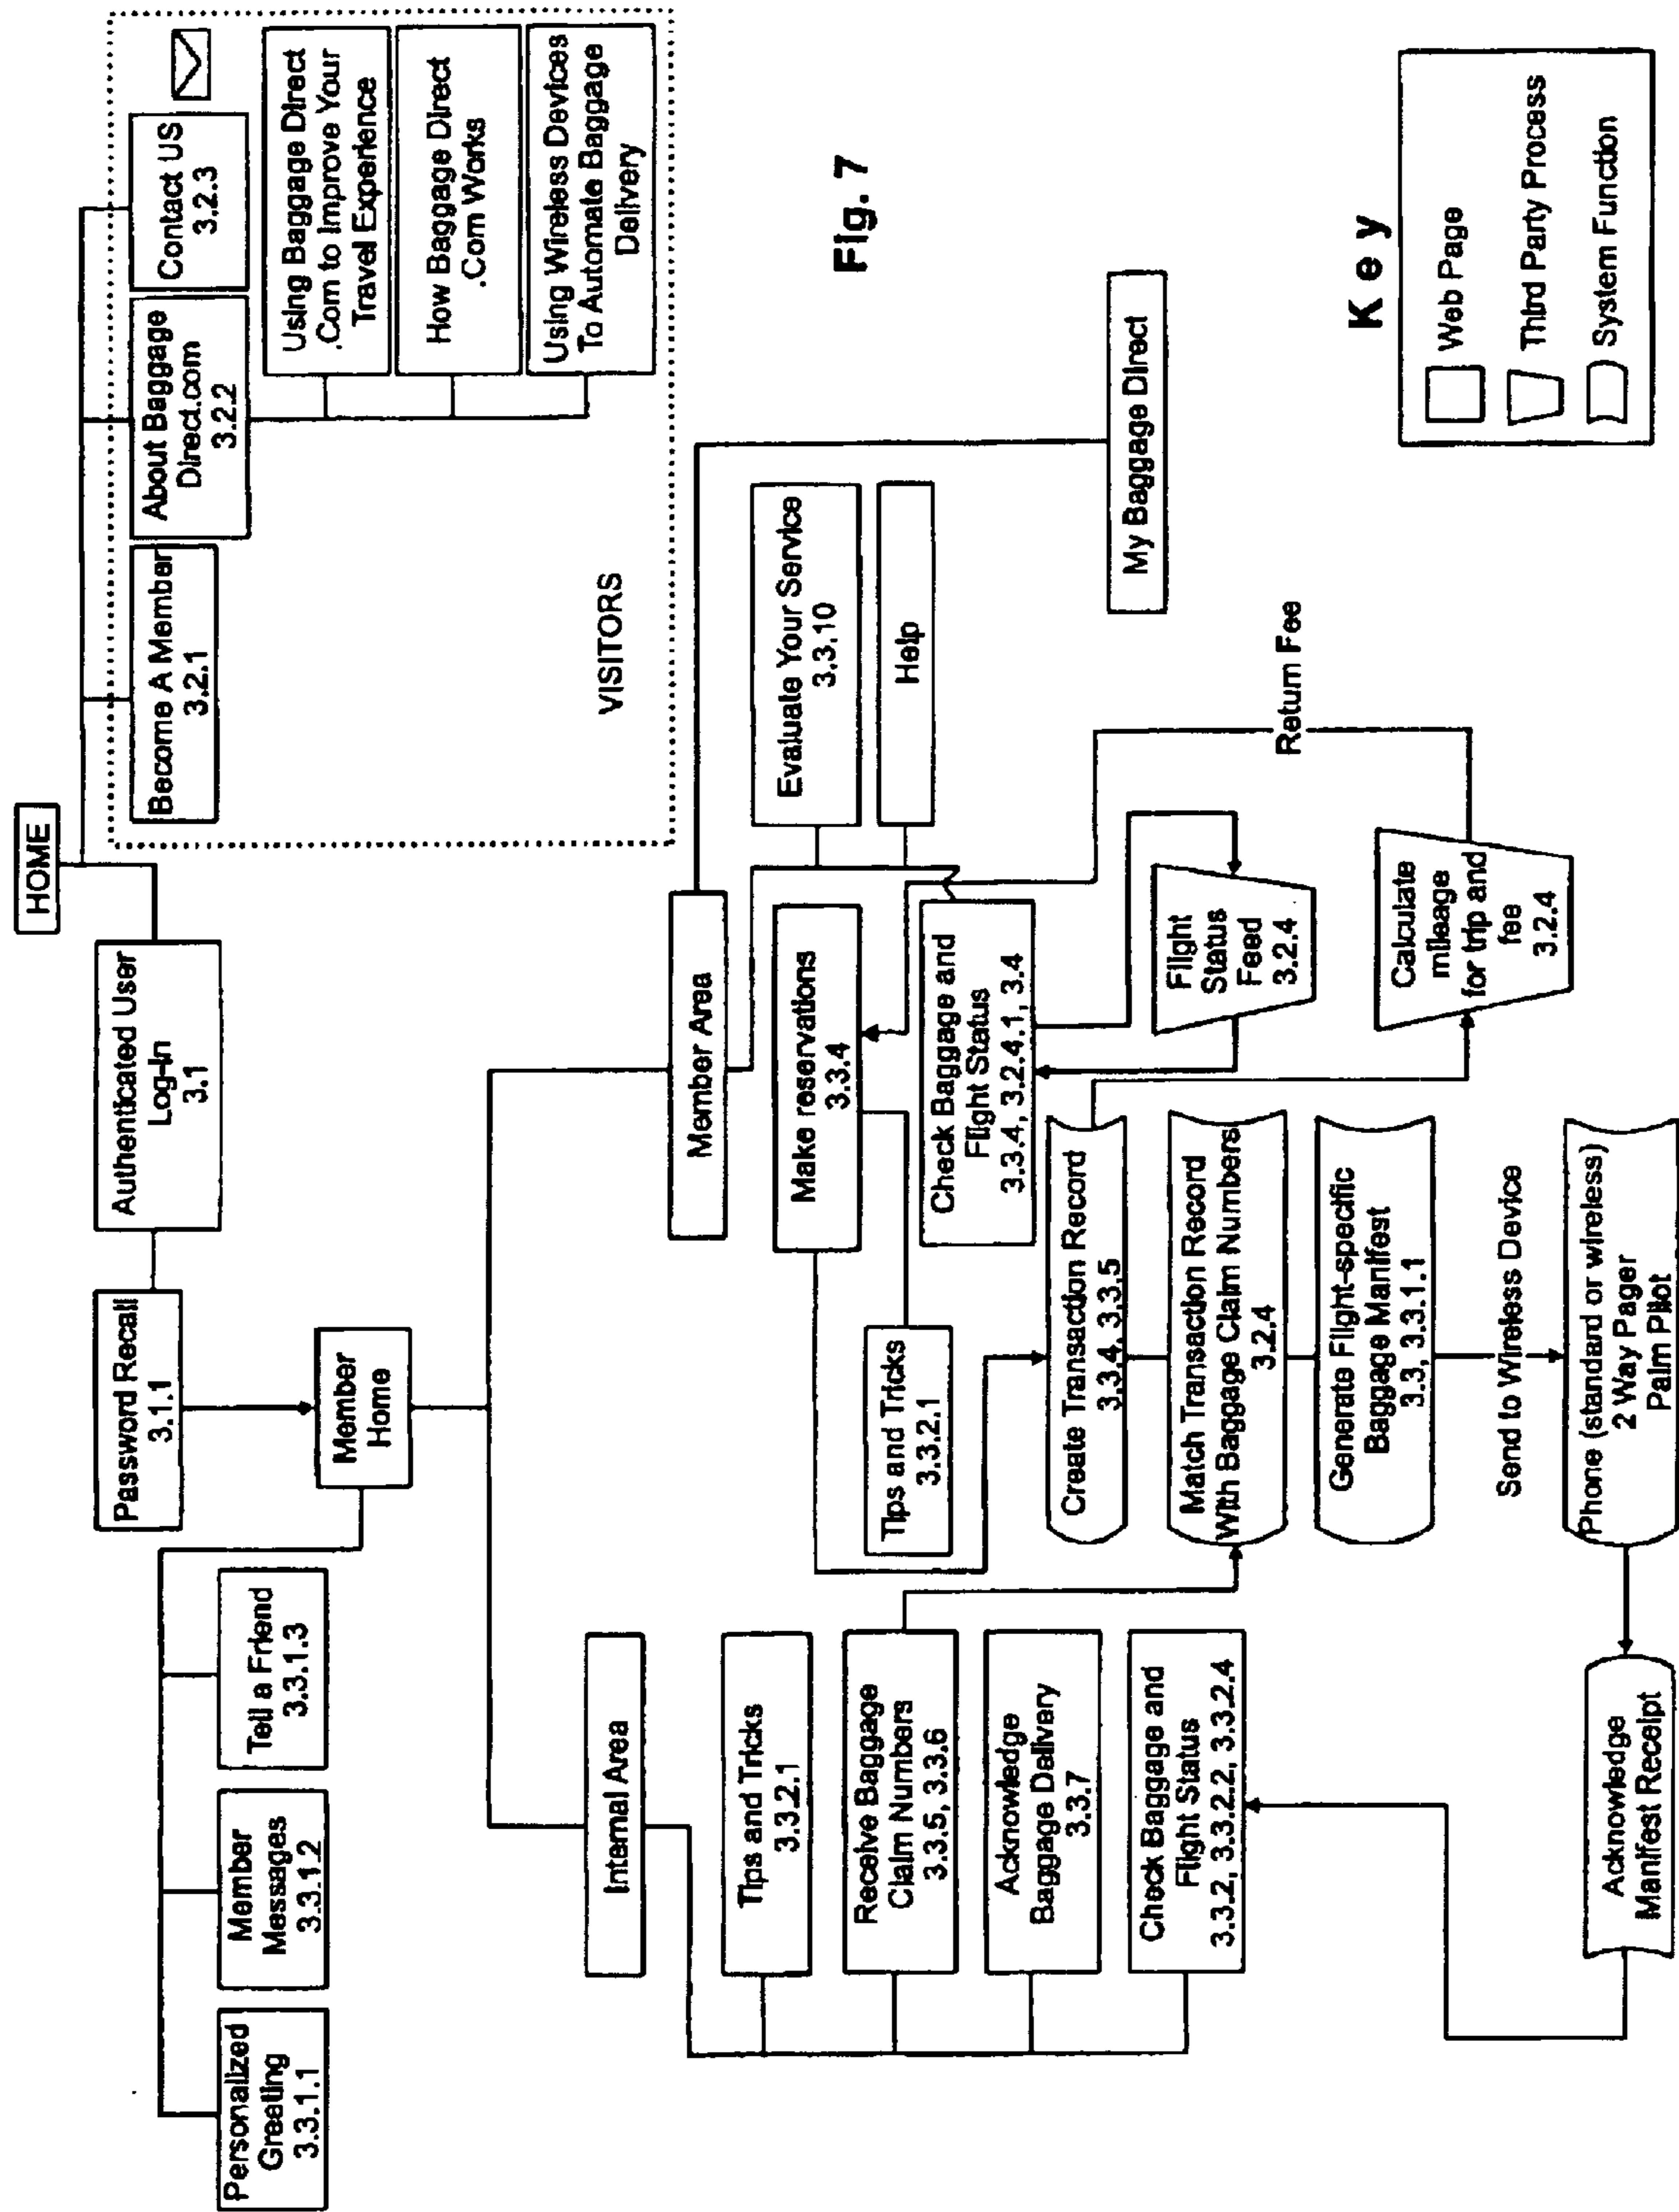 HOME
Authenticated User
Log-In
3.1
Password Recall
3.1.1
Member
Home
Personalized
Greeting
3.3.1.1
Member
Messages
3.3.1.2
Tell a Friend
3.3.1.3
Become A Member
3.2.1
About Baggage
Direct.com
3.2.2
Contact US
3.2.3
Using Baggage Direct
.Com to Improve Your
Travel Experience
How Baggage Direct
.Com Works
Using Wireless Devices
To Automate Baggage
Delivery
VISITORS
Internal Area
Tips and Tricks
3.3.2.1
Receive Baggage
Claim Numbers
3.3.5, 3.3.6
Acknowledge
Baggage Delivery
3.3.7
Check Baggage and
Flight Status
3.3.2, 3.3.2.2, 3.3.2.4
Member Area
Make reservations
3.3.4
Tips and Tricks
3.3.2.1
Evaluate Your Service
3.3.10
Help
Check Baggage and
Flight Status
3.3.4, 3.2.4.1, 3.4
My Baggage Direct
Create Transaction Record
3.3.4, 3.3.5
Match Transaction Record
With Baggage Claim Numbers
3.2.4
Generate Flight-specific
Baggage Manifest
3.3, 3.3.1.1
Flight
Status
Feed
3.2.4
Calculate
mileage
for trip and
fee
3.2.4
Return Fee
Send to Wireless Device
Phone (standard or wireless)
2 Way Pager
Palm Pilot
Acknowledge
Manifest Receipt
Fig. 7
Key
Web Page
Third Party Process
System Function